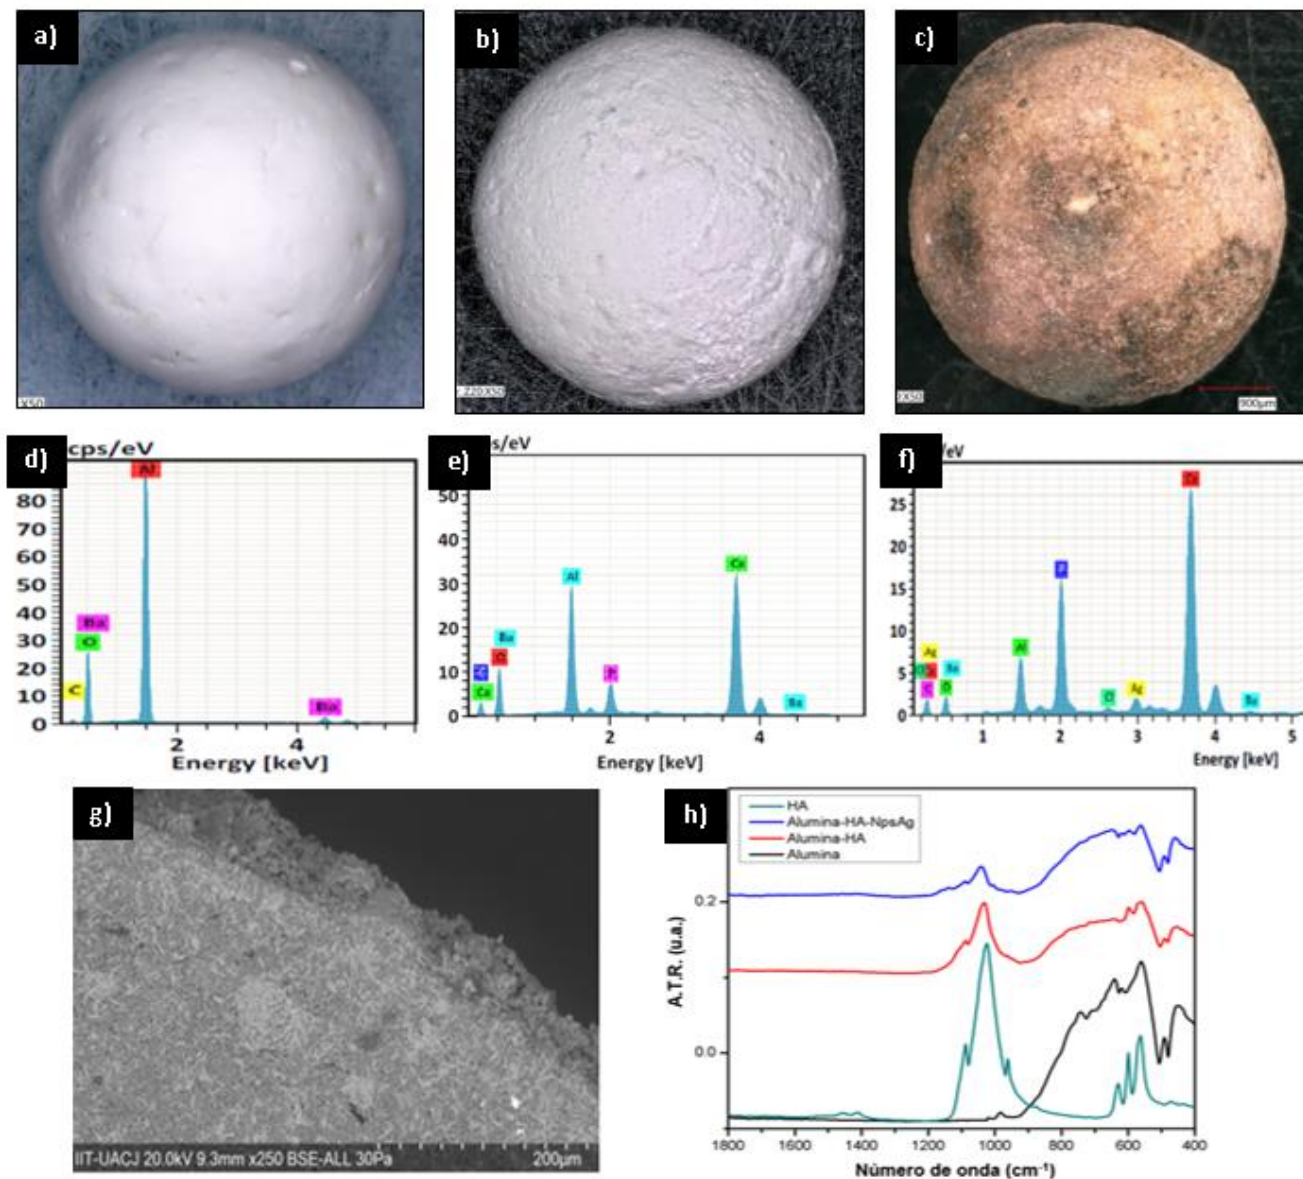 a)
b)
c)
X50
Z20:X50
X50
900µm
d)
cps/eV
Al
80
70
60
50
40
30
20
10
0
Ba
O
C
Ba
2
4
Energy [keV]
e)
ps/eV
50
40
30
20
10
0
Al
Ca
Ba
O
C
Ca
P
Ba
2
4
Energy [keV]
f)
/eV
25
20
15
10
5
0
Ca
P
Al
Ag
Ba
C
O
Cl
Ag
Ba
1
2
3
4
5
Energy [keV]
g)
IIT-UACJ 20.0kV 9.3mm x250 BSE-ALL 30Pa
200µm
h)
HA
Alumina-HA-NpsAg
Alumina-HA
Alumina
A.T.R. (u.a.)
0.2
0.0
1800
1600
1400
1200
1000
800
600
400
Número de onda (cm⁻¹)